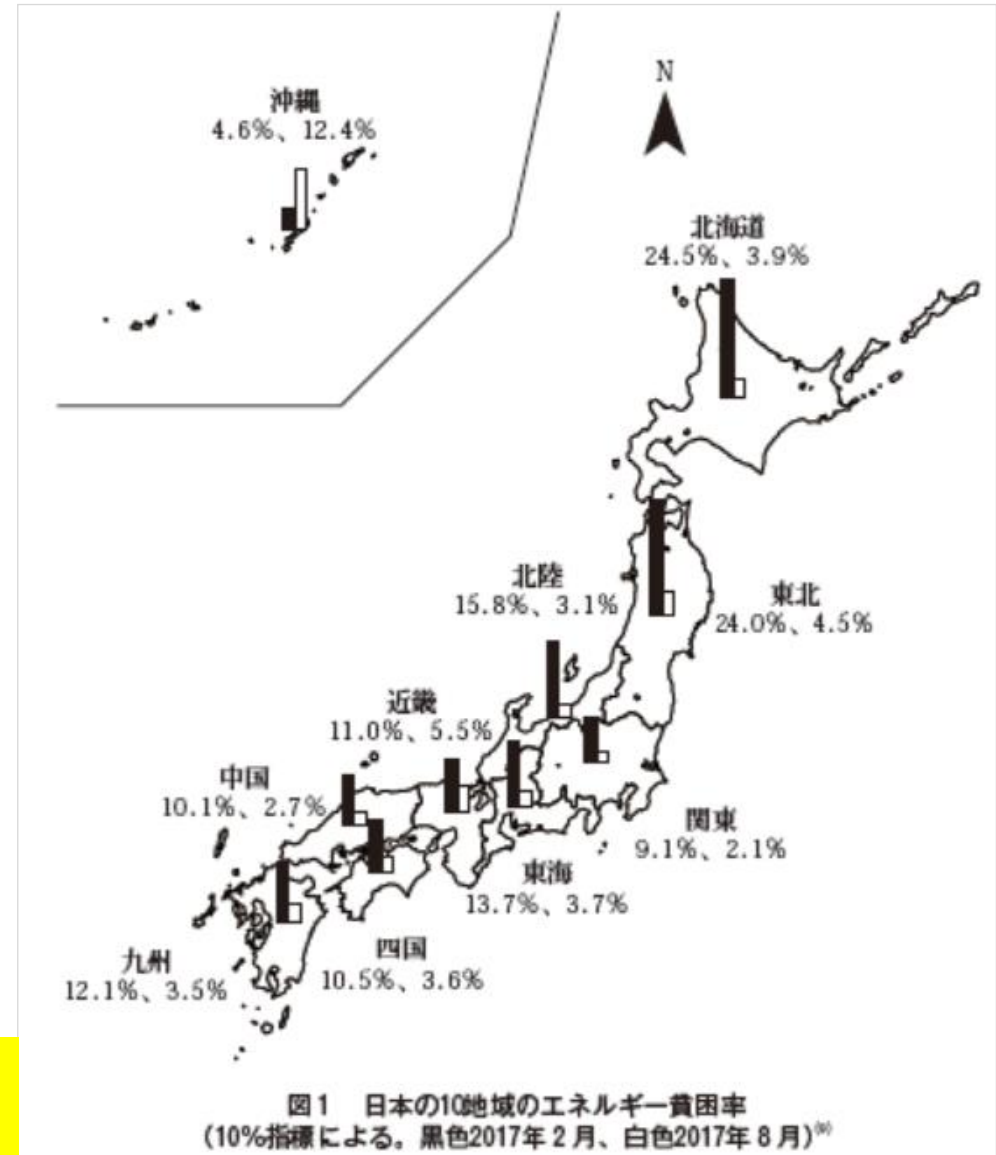 沖縄
4.6%、12.4%
N
北海道
24.5%、3.9%
北陸
15.8%、3.1%
東北
24.0%、4.5%
近畿
11.0%、5.5%
中国
10.1%、2.7%
関東
9.1%、2.1%
東海
13.7%、3.7%
四国
10.5%、3.6%
九州
12.1%、3.5%
図1 日本の10地域のエネルギー貧困率
(10%指標による。黒色2017年2月、白色2017年8月)